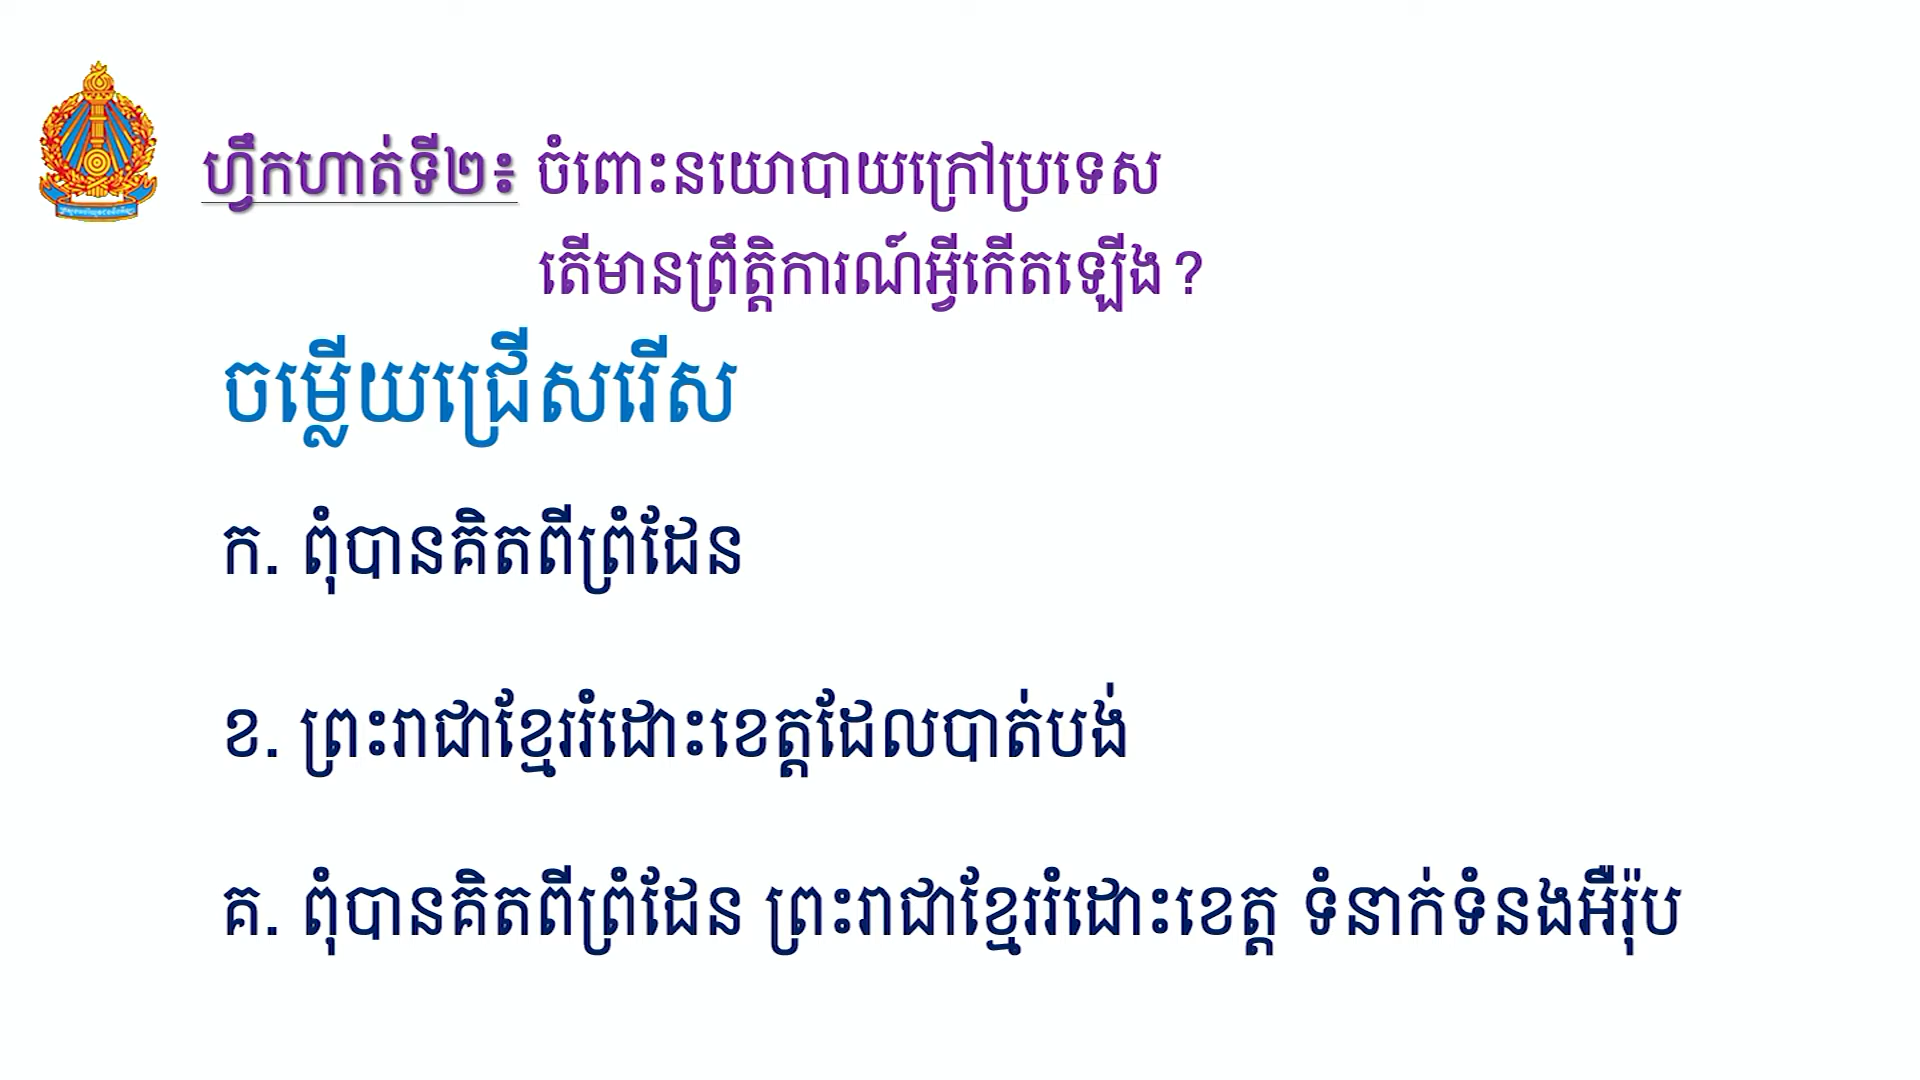 ហ្វឹកហាត់ទី២៖ ចំពោះនយោបាយក្រៅប្រទេស
តើមានព្រឹត្តិការណ៍អ្វីកើតឡើង?
ចម្លើយជ្រើសរើស
ក. ពុំបានគិតពីព្រំដែន
ខ. ព្រះរាជាខ្មែររំដោះខេត្តដែលបាត់បង់
គ. ពុំបានគិតពីព្រំដែន ព្រះរាជាខ្មែររំដោះខេត្ត ទំនាក់ទំនងអឺរ៉ុប